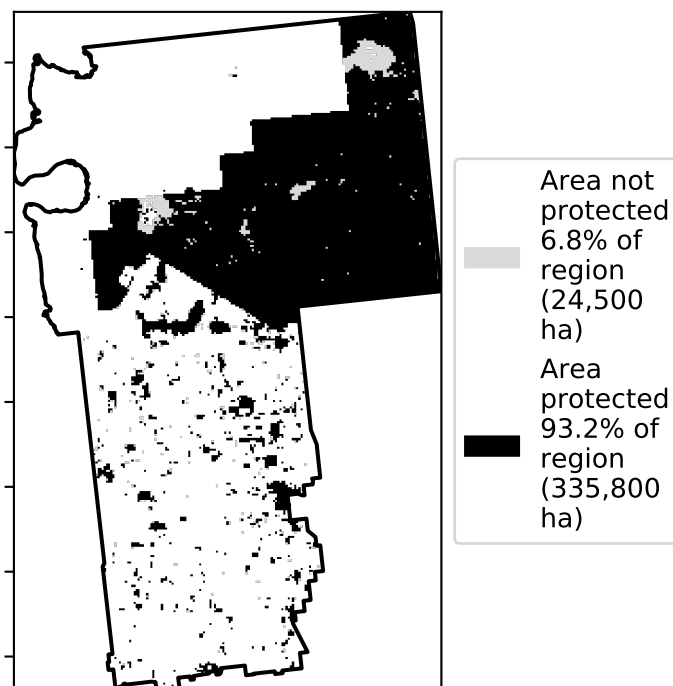 Area not
protected
6.8% of
region
(24,500
ha)
Area
protected
93.2% of
region
(335,800
ha)